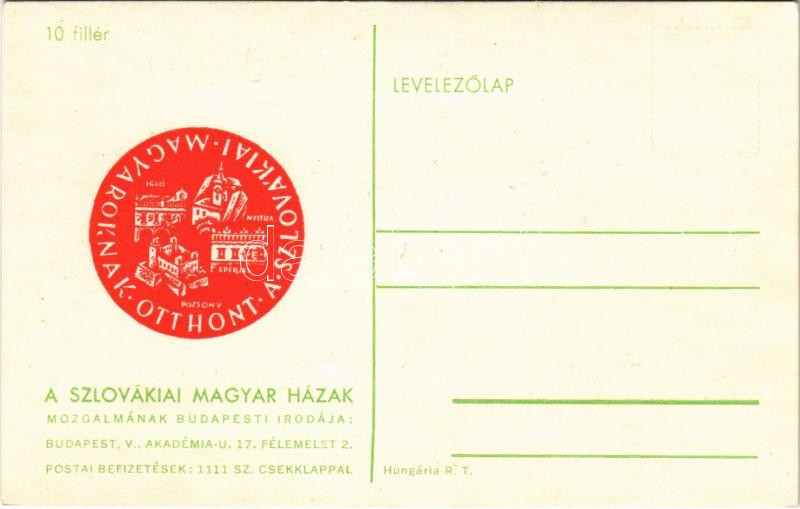 10 fillér
LEVELEZŐLAP
OTTHONT · A · SZLOVÁKIAI · MAGYAROKNAK ·
IGLÓ
NYITRA
EPERJES
POZSONY
A SZLOVÁKIAI MAGYAR HÁZAK
MOZGALMÁNAK BUDAPESTI IRODÁJA:
BUDAPEST, V., AKADÉMIA-U. 17. FÉLEMELET 2.
POSTAI BEFIZETÉSEK: 1111 SZ. CSEKKLAPPAL
Hungária R. T.